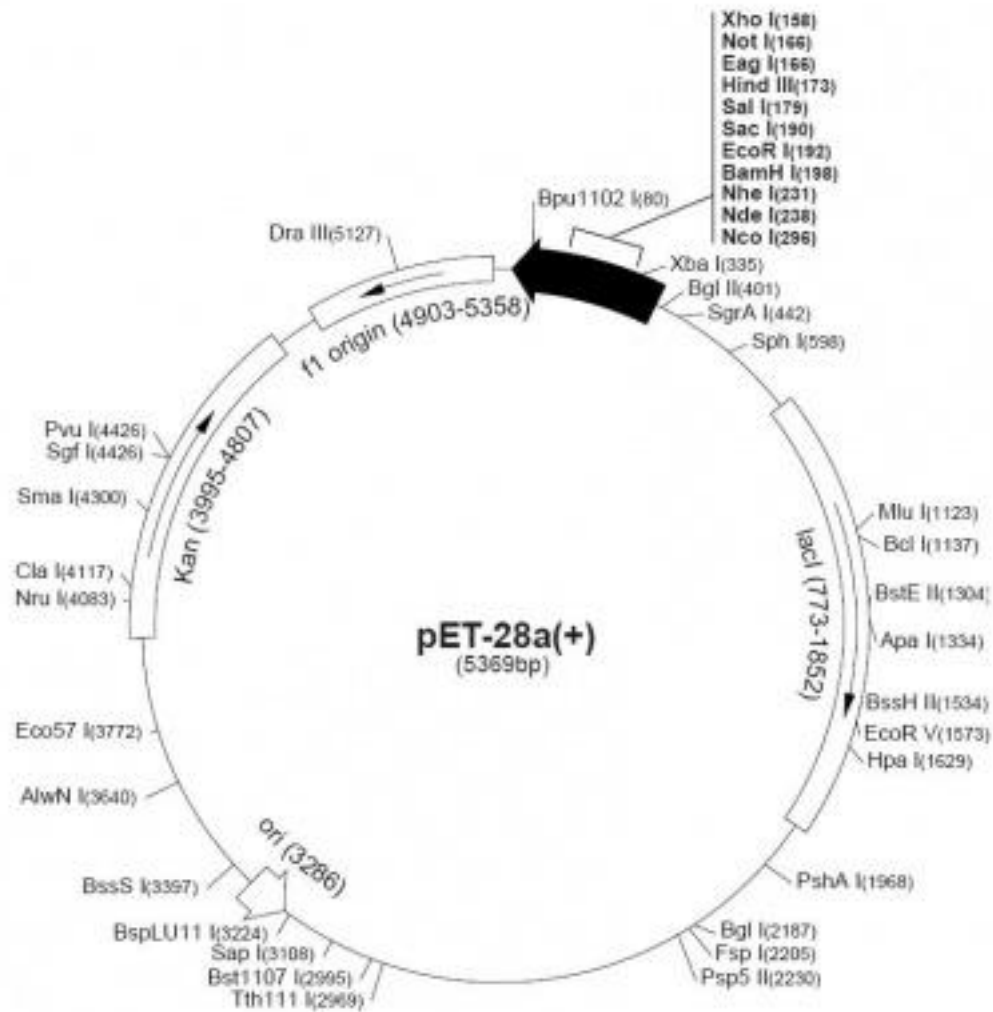 Xho I(158)
Not I(166)
Eag I(166)
Hind III(173)
Sal I(179)
Sac I(190)
EcoR I(192)
BamH I(198)
Nhe I(231)
Nde I(238)
Nco I(296)
Bpu1102 I(80)
Dra III(5127)
Xba I(335)
Bgl II(401)
SgrA I(442)
Sph I(598)
f1 origin (4903-5358)
Pvu I(4426)
Sgf I(4426)
Sma I(4300)
Kan (3995-4807)
Cla I(4117)
Nru I(4083)
Mlu I(1123)
Bcl I(1137)
BstE II(1304)
Apa I(1334)
lacI (773-1852)
pET-28a(+)
(5369bp)
BssH II(1534)
EcoR V(1573)
Hpa I(1629)
Eco57 I(3772)
AlwN I(3640)
ori (3286)
BssS I(3397)
PshA I(1968)
BspLU11 I(3224)
Sap I(3108)
Bst1107 I(2995)
Tth111 I(2969)
Bgl I(2187)
Fsp I(2205)
Psp5 II(2230)